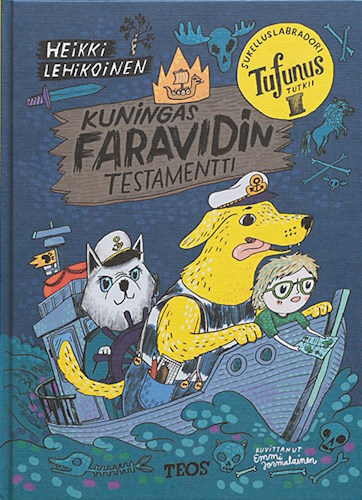 HEIKKI
LEHIKOINEN
SUKELLUSLABRADORI
Tufunus
TUTKII
I
KUNINGAS
FARAVIDIN
TESTAMENTTI
KUVITTANUT
Emmi
Jormalainen
TEOS